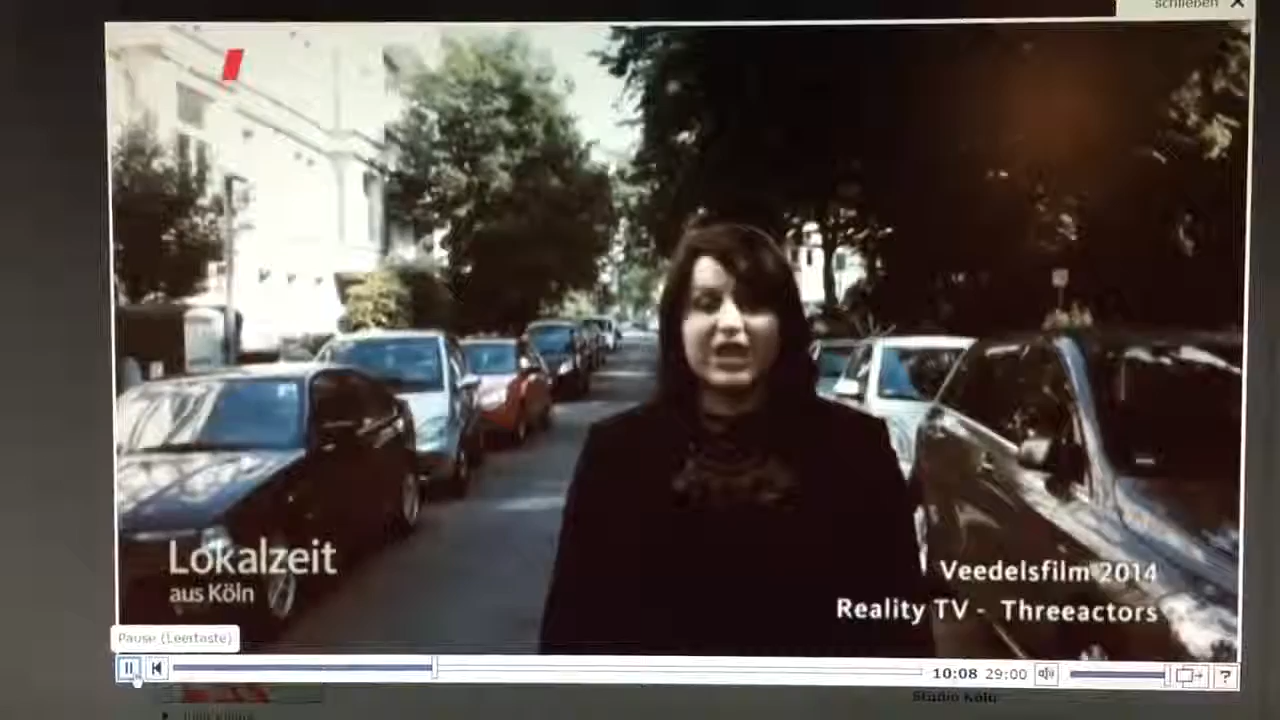 schließen X
Lokalzeit
aus Köln
Veedelsfilm 2014
Reality TV - Threeactors
Pause (Leertaste)
10:08 29:00
?
Studio Köln